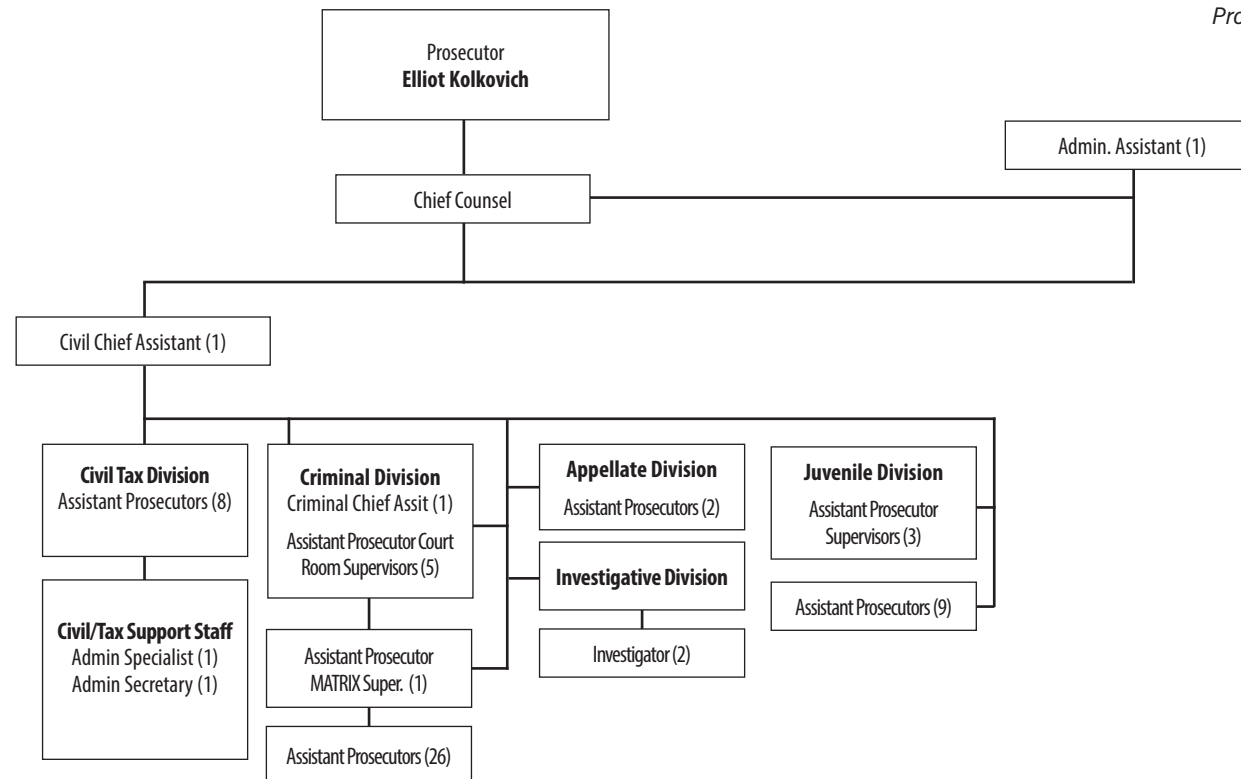 Pro
Prosecutor
Elliot Kolkovich
Admin. Assistant (1)
Chief Counsel
Civil Chief Assistant (1)
Civil Tax Division
Assistant Prosecutors (8)
Criminal Division
Criminal Chief Assit (1)
Assistant Prosecutor Court
Room Supervisors (5)
Appellate Division
Assistant Prosecutors (2)
Juvenile Division
Assistant Prosecutor
Supervisors (3)
Investigative Division
Assistant Prosecutors (9)
Civil/Tax Support Staff
Admin Specialist (1)
Admin Secretary (1)
Assistant Prosecutor
MATRIX Super. (1)
Investigator (2)
Assistant Prosecutors (26)